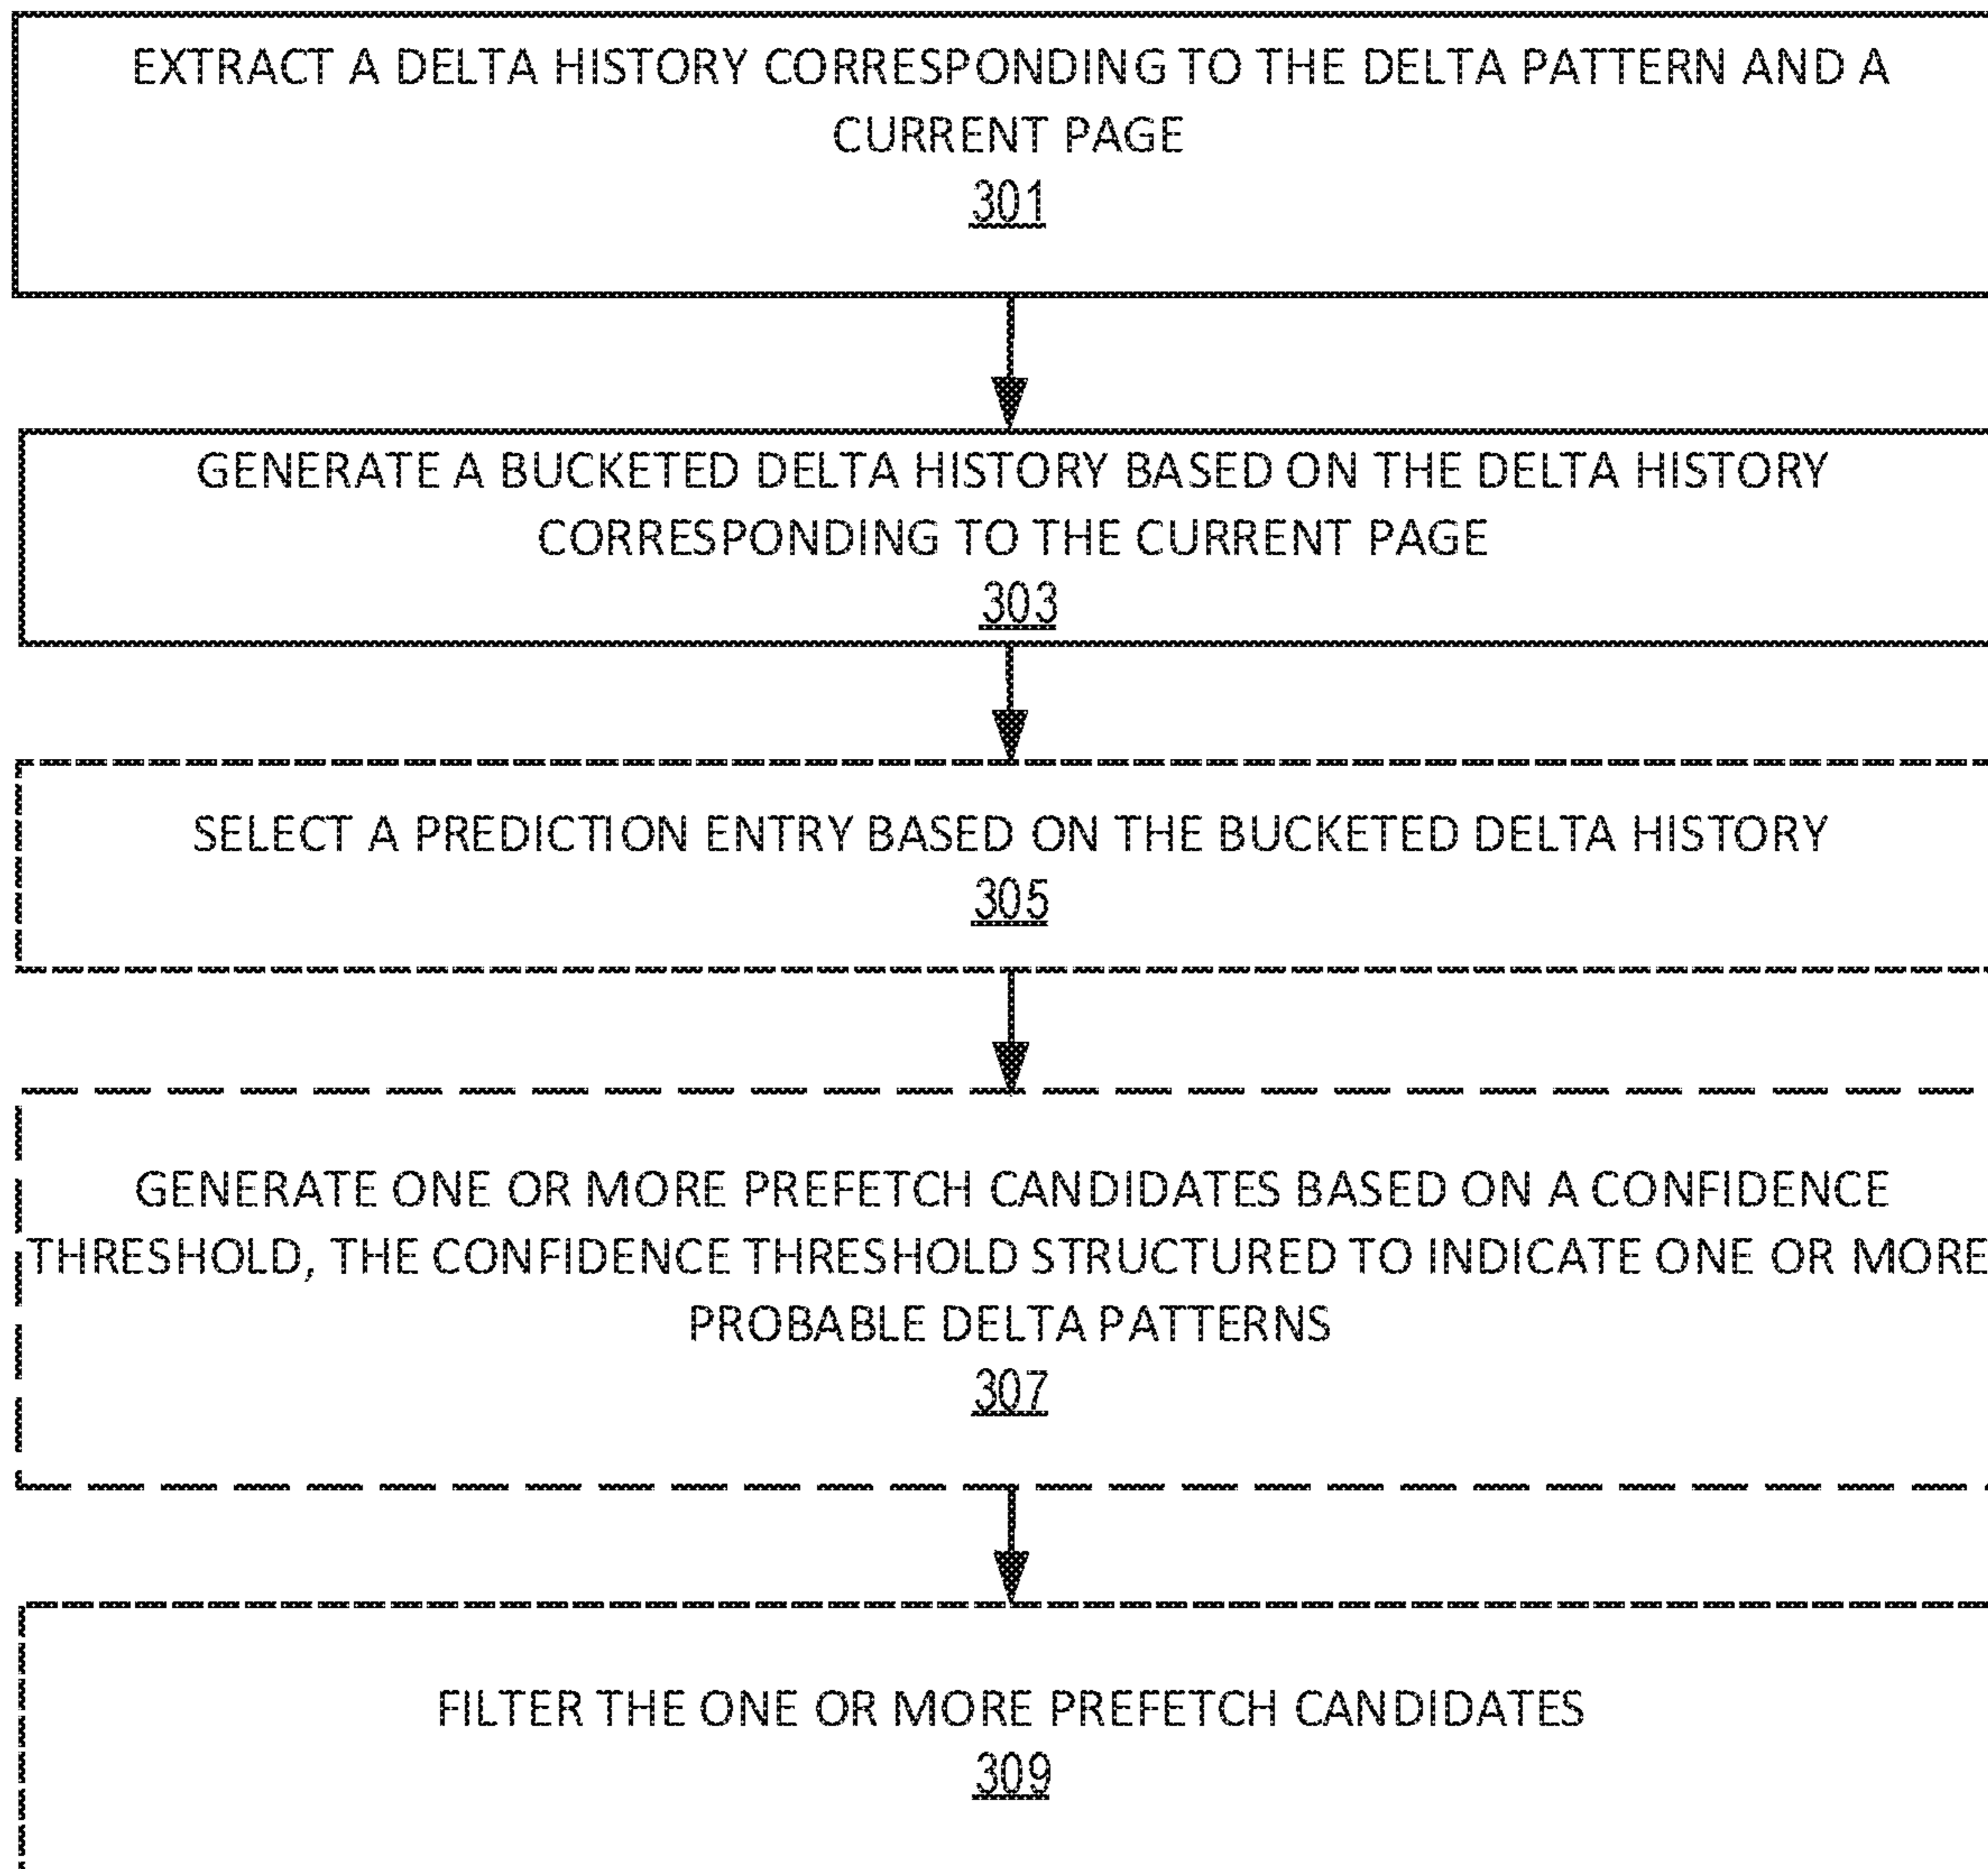 EXTRACT A DELTA HISTORY CORRESPONDING TO THE DELTA PATTERN AND A
CURRENT PAGE
301
GENERATE A BUCKETED DELTA HISTORY BASED ON THE DELTA HISTORY
CORRESPONDING TO THE CURRENT PAGE
303
SELECT A PREDICTION ENTRY BASED ON THE BUCKETED DELTA HISTORY
305
GENERATE ONE OR MORE PREFETCH CANDIDATES BASED ON A CONFIDENCE
THRESHOLD, THE CONFIDENCE THRESHOLD STRUCTURED TO INDICATE ONE OR MORE
PROBABLE DELTA PATTERNS
307
FILTER THE ONE OR MORE PREFETCH CANDIDATES
309